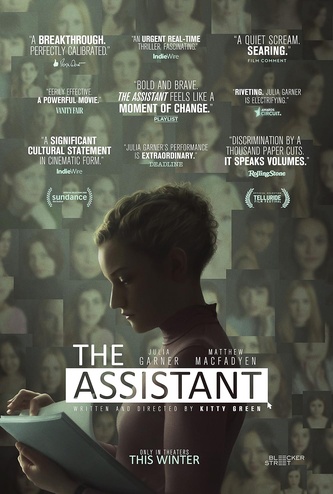 A "BREAKTHROUGH.
PERFECTLY CALIBRATED."
AN "URGENT REAL-TIME
THRILLER. FASCINATING."
IndieWire
"A QUIET SCREAM.
SEARING."
FILM COMMENT
"EERILY EFFECTIVE.
A POWERFUL MOVIE."
VANITY FAIR
"BOLD AND BRAVE.
THE ASSISTANT FEELS LIKE A
MOMENT OF CHANGE."
PLAYLIST
"RIVETING. JULIA GARNER
IS ELECTRIFYING."
CIRCUIT.
"A SIGNIFICANT
CULTURAL STATEMENT
IN CINEMATIC FORM."
IndieWire
"JULIA GARNER'S PERFORMANCE
IS EXTRAORDINARY."
DEADLINE
"DISCRIMINATION BY A
THOUSAND PAPER CUTS.
IT SPEAKS VOLUMES."
RollingStone
sundance
TELLURIDE
FILM FESTIVAL
THE
JULIA
GARNER
MATTHEW
MACFADYEN
ASSISTANT
WRITTEN AND DIRECTED BY KITTY GREEN
ONLY IN THEATERS
THIS WINTER
BLEECKER
STREET